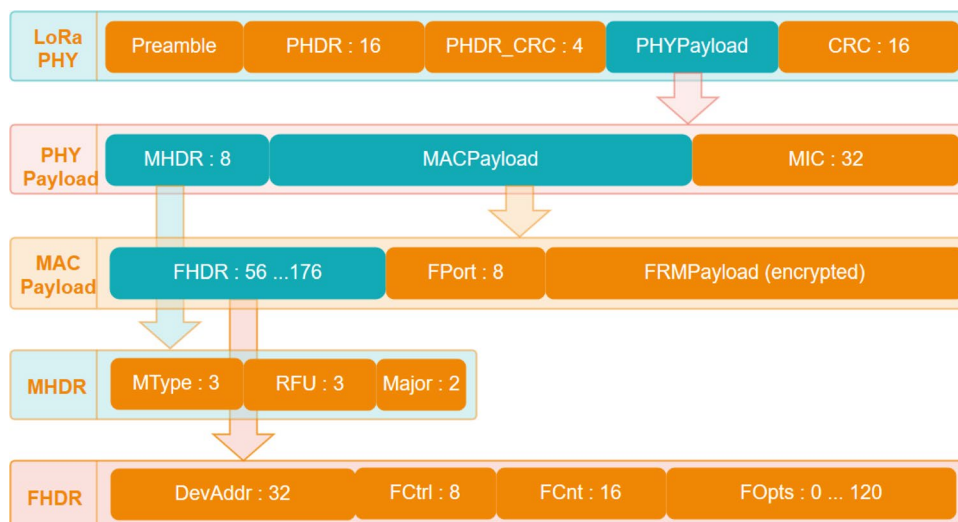 LoRa PHY
Preamble
PHDR : 16
PHDR_CRC : 4
PHYPayload
CRC : 16
PHY Payload
MHDR : 8
MACPayload
MIC : 32
MAC Payload
FHDR : 56 ...176
FPort : 8
FRMPayload (encrypted)
MHDR
MType : 3
RFU : 3
Major : 2
FHDR
DevAddr : 32
FCtrl : 8
FCnt : 16
FOpts : 0 ... 120